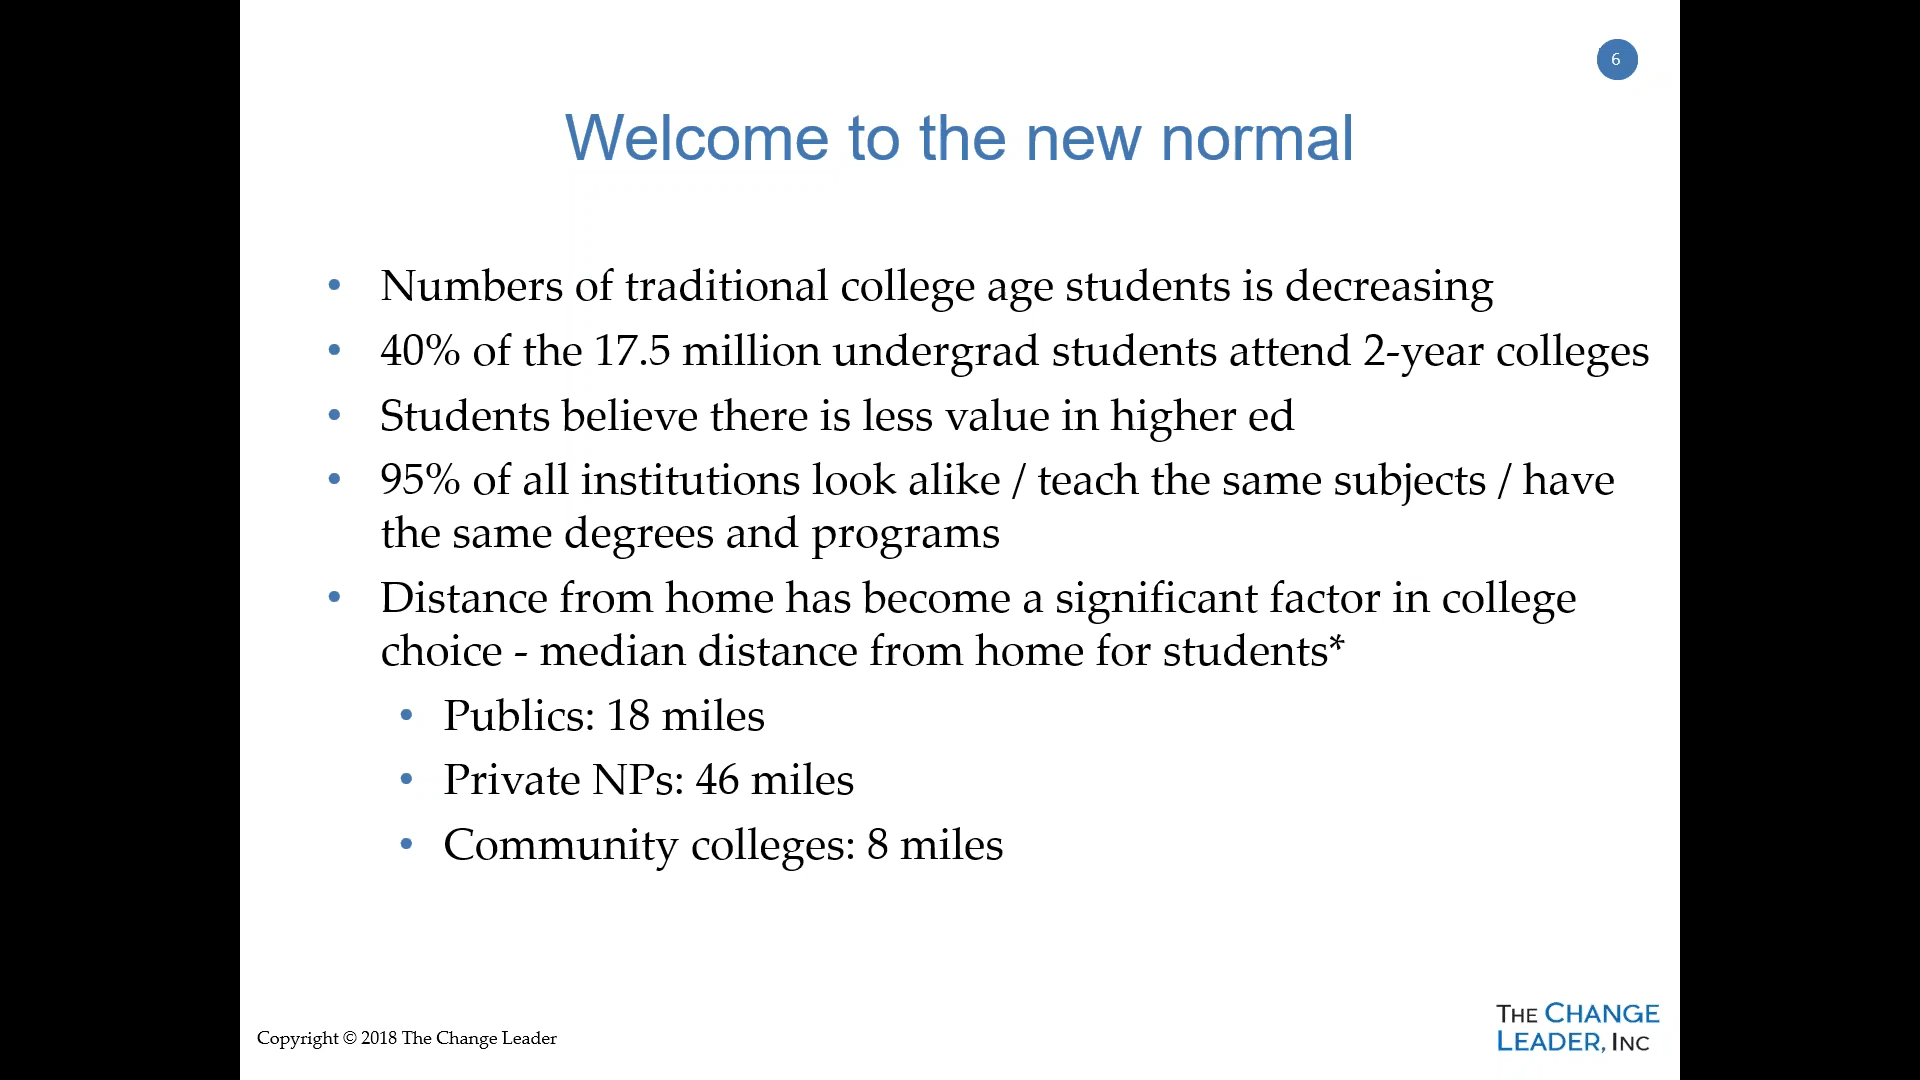 6
Welcome to the new normal
• Numbers of traditional college age students is decreasing
• 40% of the 17.5 million undergrad students attend 2-year colleges
• Students believe there is less value in higher ed
• 95% of all institutions look alike / teach the same subjects / have
the same degrees and programs
• Distance from home has become a significant factor in college
choice - median distance from home for students*
• Publics: 18 miles
• Private NPs: 46 miles
• Community colleges: 8 miles
Copyright © 2018 The Change Leader
THE CHANGE
LEADER, INC